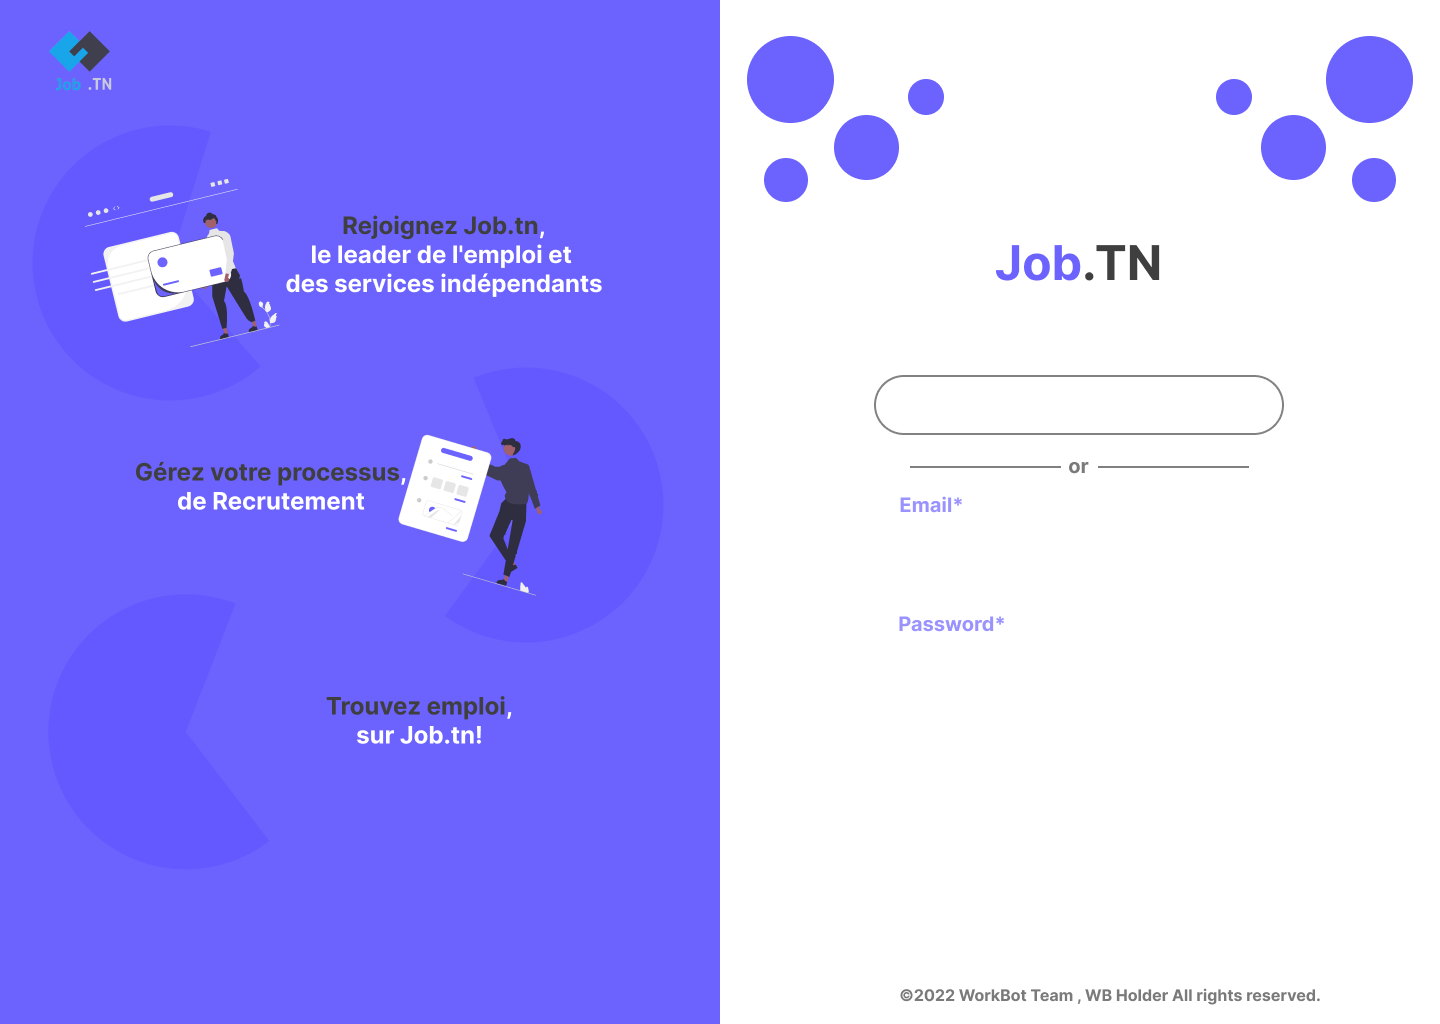 Job .TN
Rejoignez Job.tn,
le leader de l'emploi et
des services indépendants
Gérez votre processus,
de Recrutement
Trouvez emploi,
sur Job.tn!
Job.TN
or
Email*
Password*
©2022 WorkBot Team , WB Holder All rights reserved.